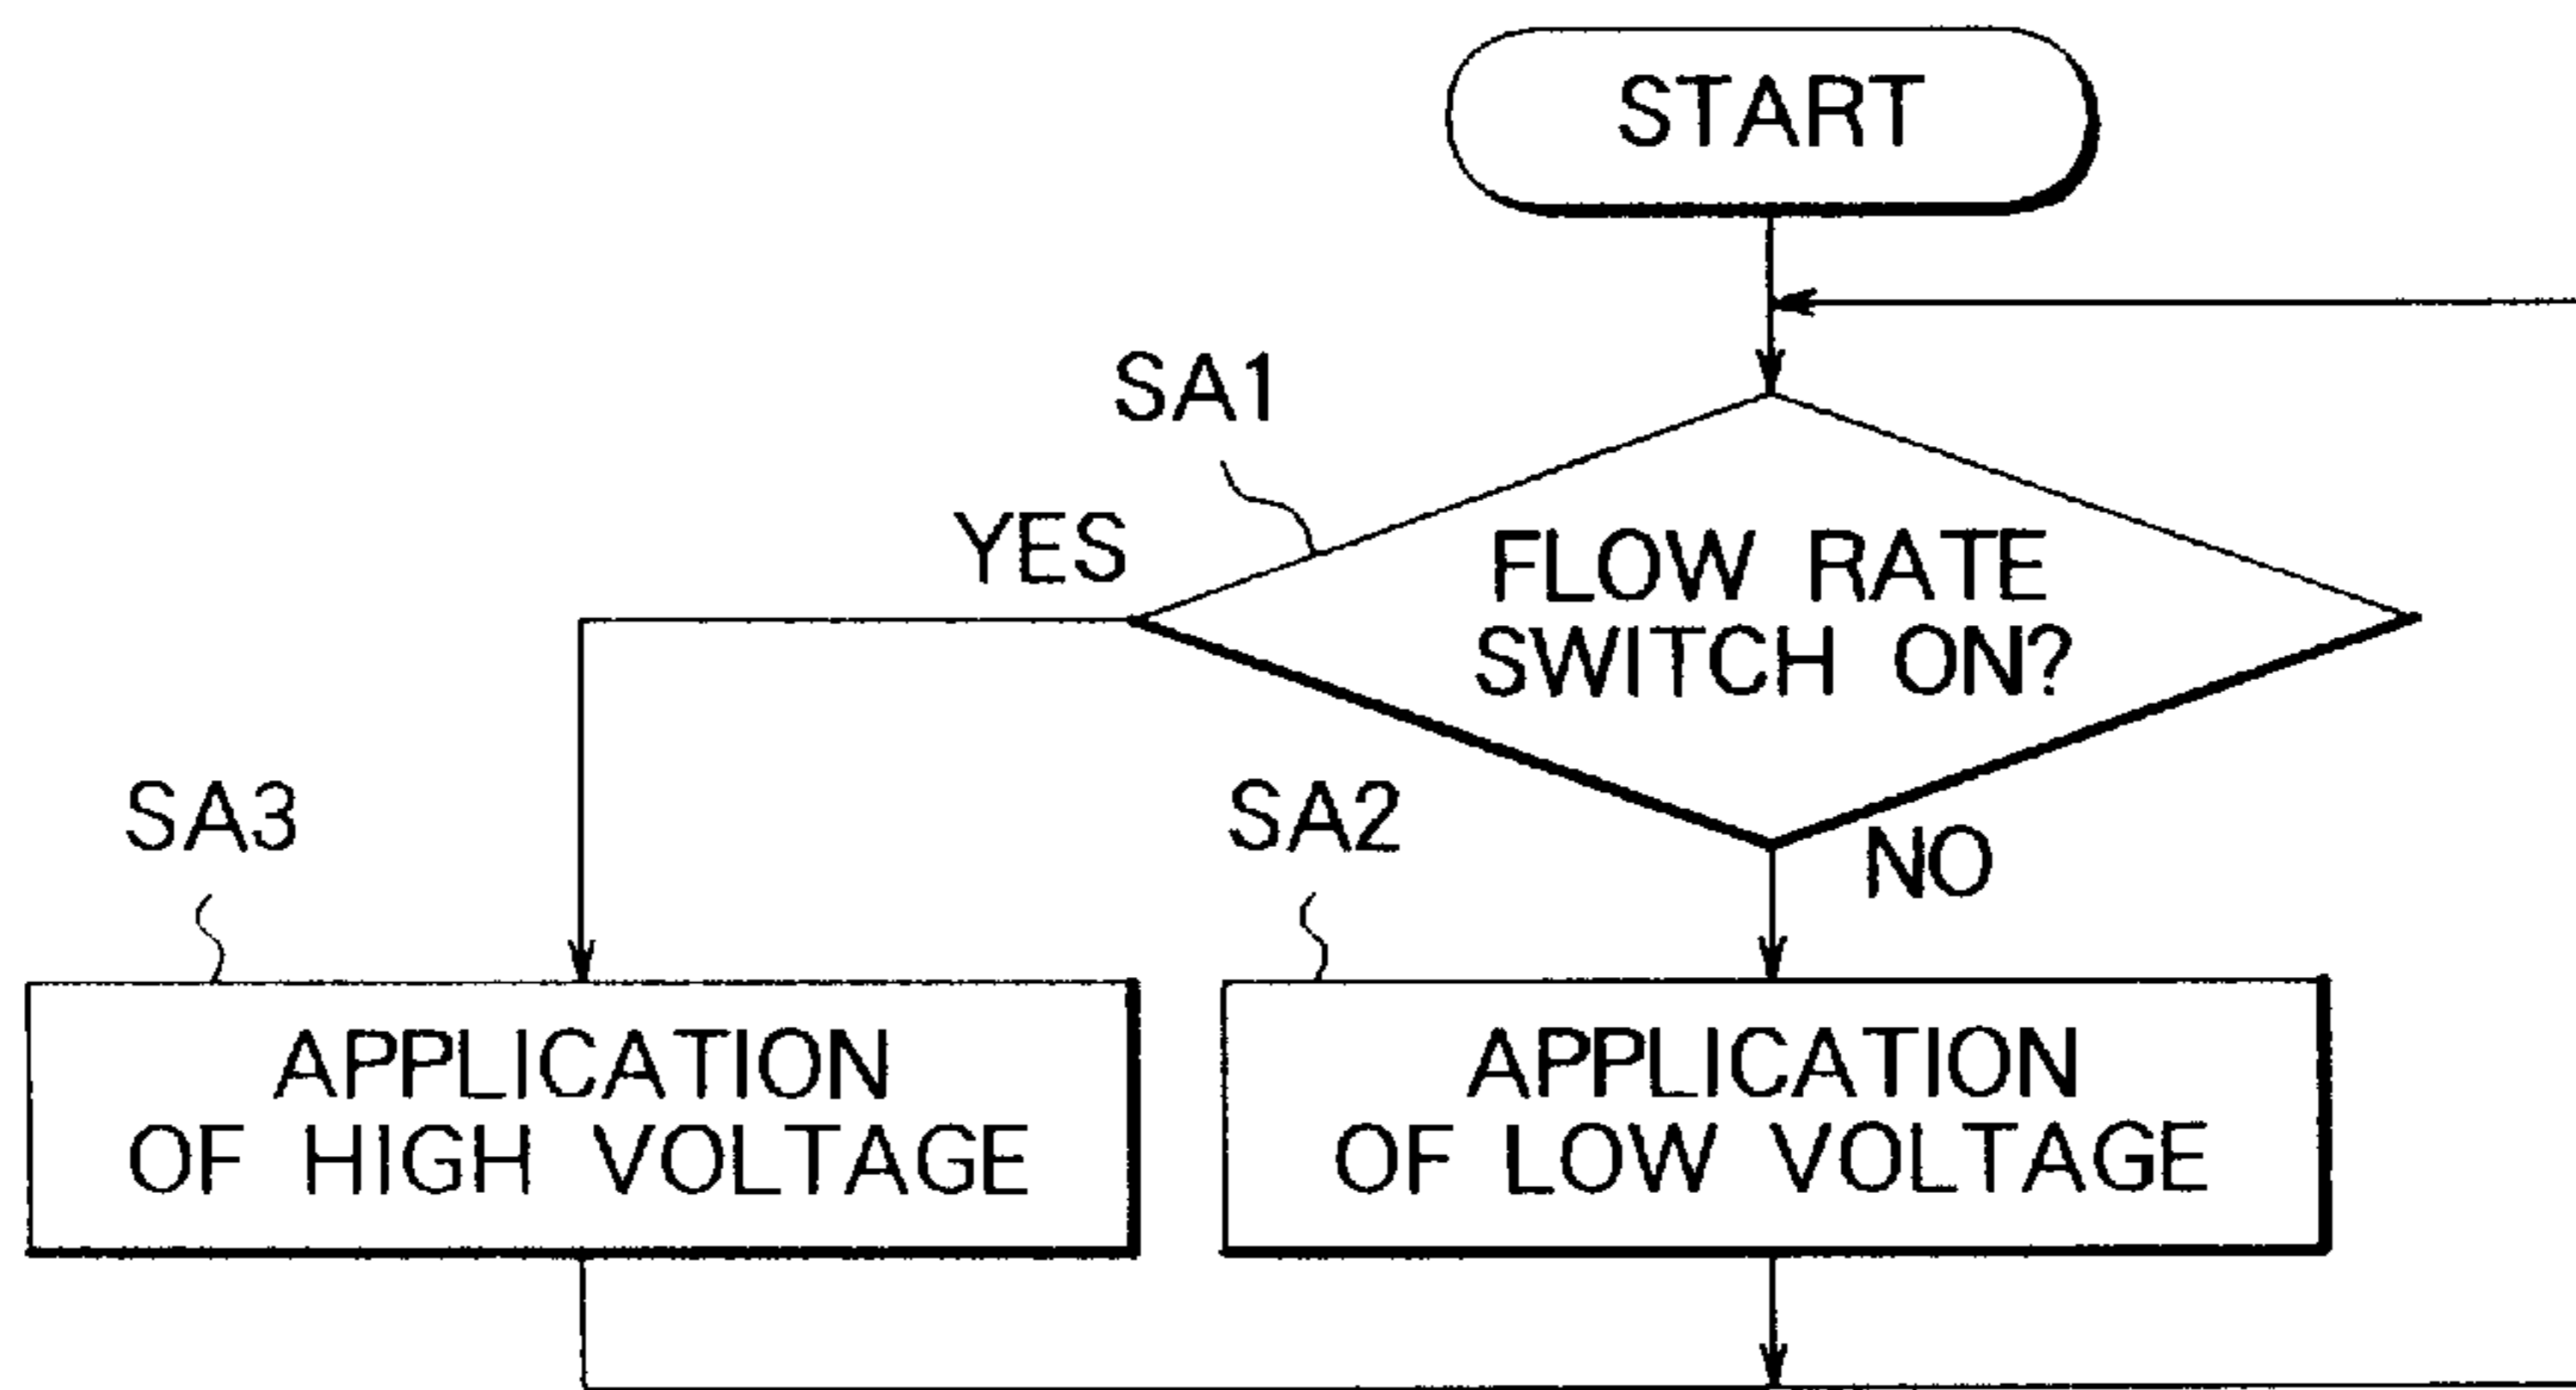 START
SA1
YES
FLOW RATE
SWITCH ON?
SA3
SA2
NO
APPLICATION
OF HIGH VOLTAGE
APPLICATION
OF LOW VOLTAGE